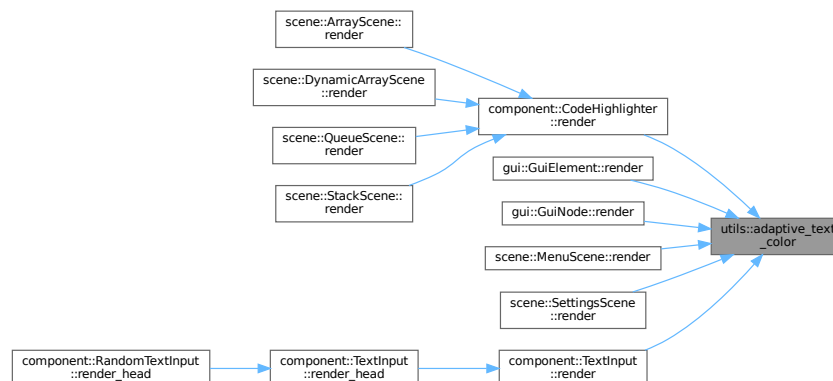 scene::ArrayScene::
render
scene::DynamicArrayScene
::render
component::CodeHighlighter
::render
scene::QueueScene::
render
gui::GuiElement::render
scene::StackScene::
render
gui::GuiNode::render
utils::adaptive_text
_color
scene::MenuScene::render
scene::SettingsScene
::render
component::RandomTextInput
::render_head
component::TextInput
::render_head
component::TextInput
::render